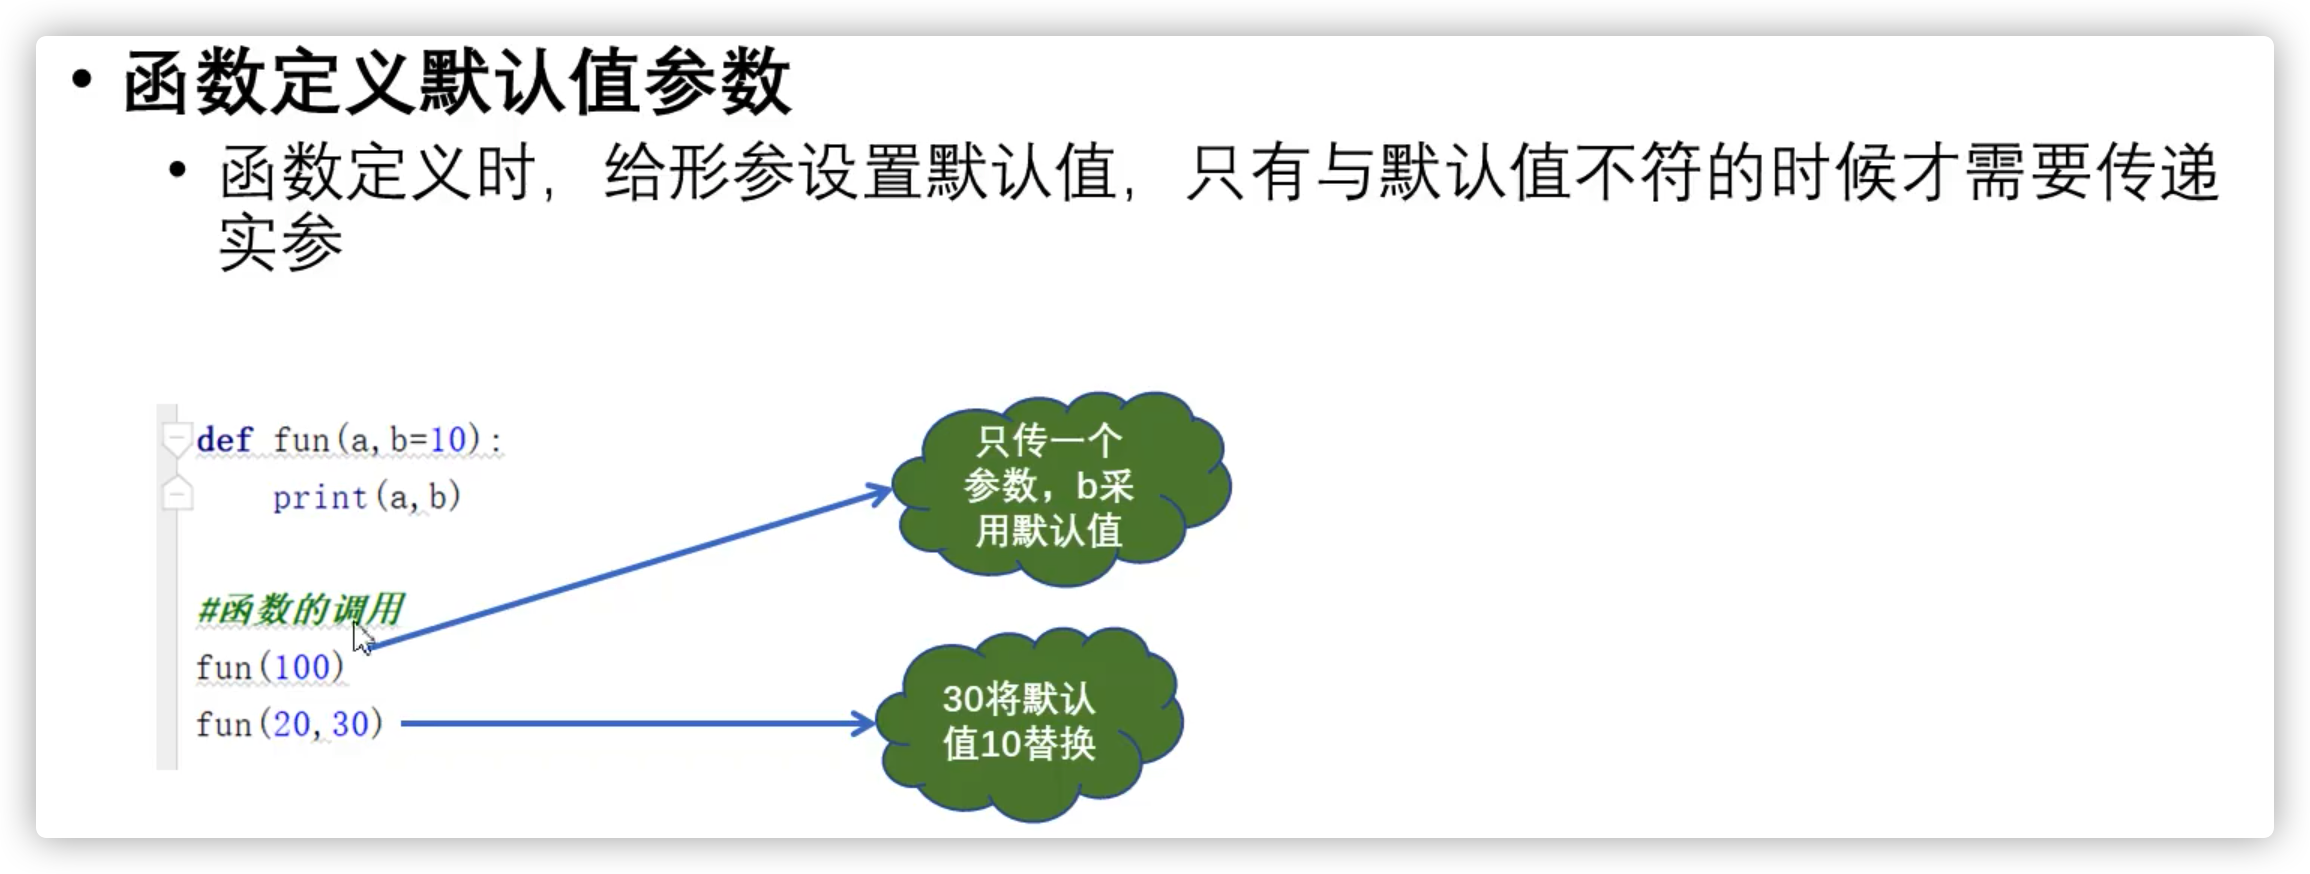 • 函数定义默认值参数
• 函数定义时，给形参设置默认值，只有与默认值不符的时候才需要传递
实参
def fun(a,b=10):
print(a,b)
#函数的调用
fun(100)
fun(20,30)
只传一个
参数，b采
用默认值
30将默认
值10替换